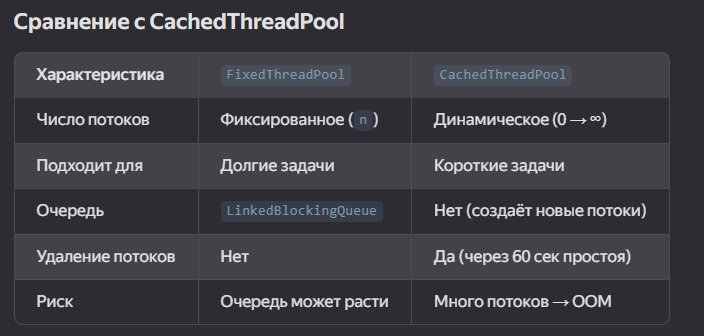 Сравнение с CachedThreadPool
Характеристика FixedThreadPool CachedThreadPool
Число потоков Фиксированное (n) Динамическое (0 → ∞)
Подходит для Долгие задачи Короткие задачи
Очередь LinkedBlockingQueue Нет (создаёт новые потоки)
Удаление потоков Нет Да (через 60 сек простоя)
Риск Очередь может расти Много потоков → OOM